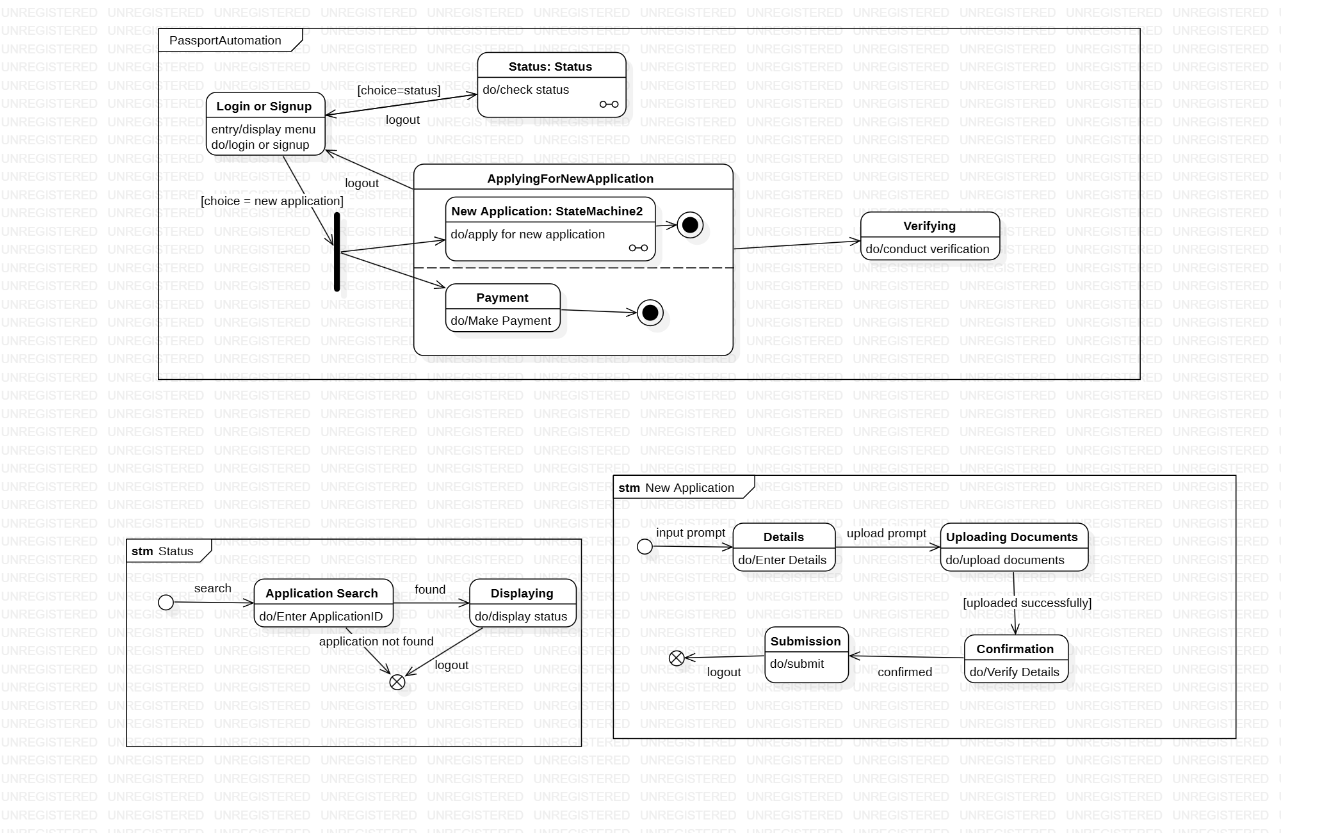 PassportAutomation
Status: Status
do/check status
[choice=status]
logout
Login or Signup
entry/display menu
do/login or signup
logout
[choice = new application]
ApplyingForNewApplication
New Application: StateMachine2
do/apply for new application
Payment
do/Make Payment
Verifying
do/conduct verification
stm New Application
input prompt
Details
do/Enter Details
upload prompt
Uploading Documents
do/upload documents
[uploaded successfully]
Confirmation
do/Verify Details
confirmed
Submission
do/submit
logout
stm Status
search
Application Search
do/Enter ApplicationID
found
Displaying
do/display status
application not found
logout
UNREGISTERED